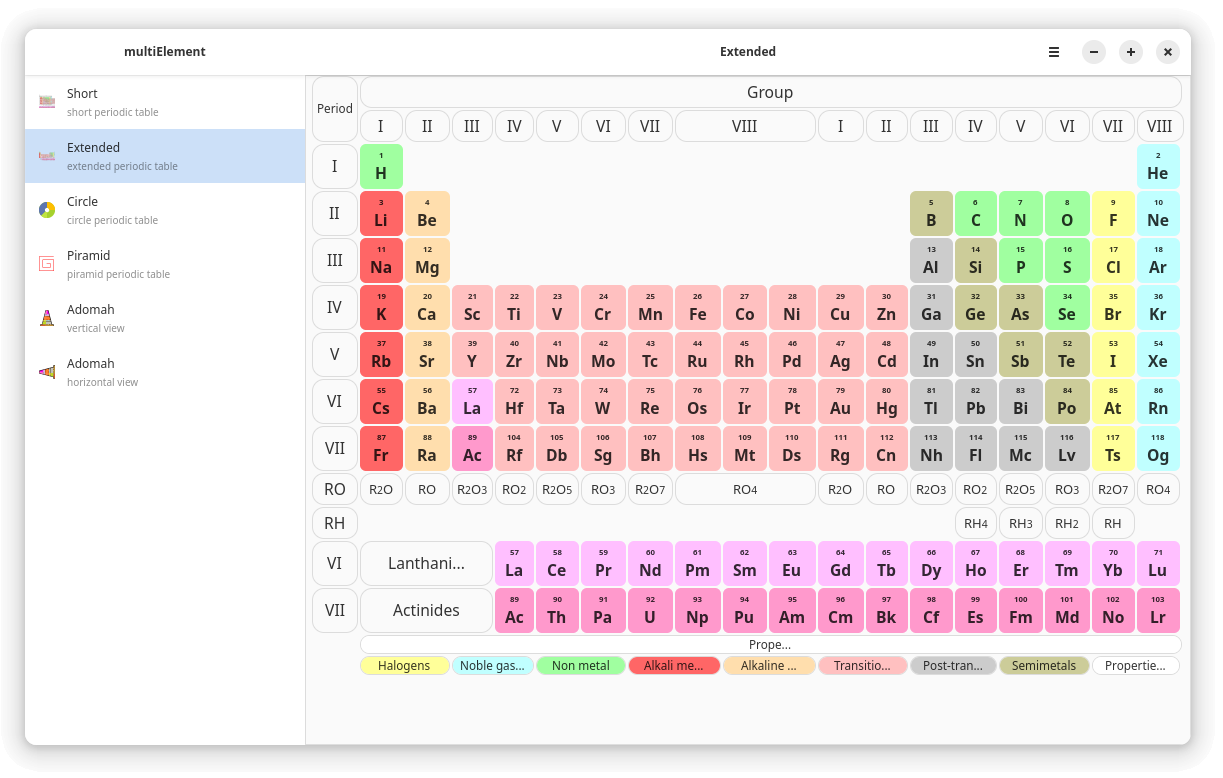 multiElement
Extended
Short
short periodic table
Extended
extended periodic table
Circle
circle periodic table
Piramid
piramid periodic table
Adomah
vertical view
Adomah
horizontal view
Period
Group
I II III IV V VI VII VIII I II III IV V VI VII VIII
I
1 2
H He
II
3 4 5 6 7 8 9 10
Li Be B C N O F Ne
III
11 12 13 14 15 16 17 18
Na Mg Al Si P S Cl Ar
IV
19 20 21 22 23 24 25 26 27 28 29 30 31 32 33 34 35 36
K Ca Sc Ti V Cr Mn Fe Co Ni Cu Zn Ga Ge As Se Br Kr
V
37 38 39 40 41 42 43 44 45 46 47 48 49 50 51 52 53 54
Rb Sr Y Zr Nb Mo Tc Ru Rh Pd Ag Cd In Sn Sb Te I Xe
VI
55 56 57 72 73 74 75 76 77 78 79 80 81 82 83 84 85 86
Cs Ba La Hf Ta W Re Os Ir Pt Au Hg Tl Pb Bi Po At Rn
VII
87 88 89 104 105 106 107 108 109 110 111 112 113 114 115 116 117 118
Fr Ra Ac Rf Db Sg Bh Hs Mt Ds Rg Cn Nh Fl Mc Lv Ts Og
RO R2O RO R2O3 RO2 R2O5 RO3 R2O7 RO4 R2O RO R2O3 RO2 R2O5 RO3 R2O7 RO4
RH RH4 RH3 RH2 RH
VI Lanthani...
57 58 59 60 61 62 63 64 65 66 67 68 69 70 71
La Ce Pr Nd Pm Sm Eu Gd Tb Dy Ho Er Tm Yb Lu
VII Actinides
89 90 91 92 93 94 95 96 97 98 99 100 101 102 103
Ac Th Pa U Np Pu Am Cm Bk Cf Es Fm Md No Lr
Prope...
Halogens Noble gas... Non metal Alkali me... Alkaline ... Transitio... Post-tran... Semimetals Propertie...